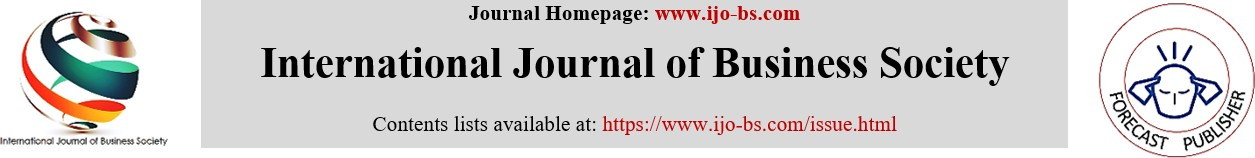 Journal Homepage: www.ijo-bs.com
International Journal of Business Society
Contents lists available at: https://www.ijo-bs.com/issue.html
International Journal of Business Society
FORECAST PUBLISHER